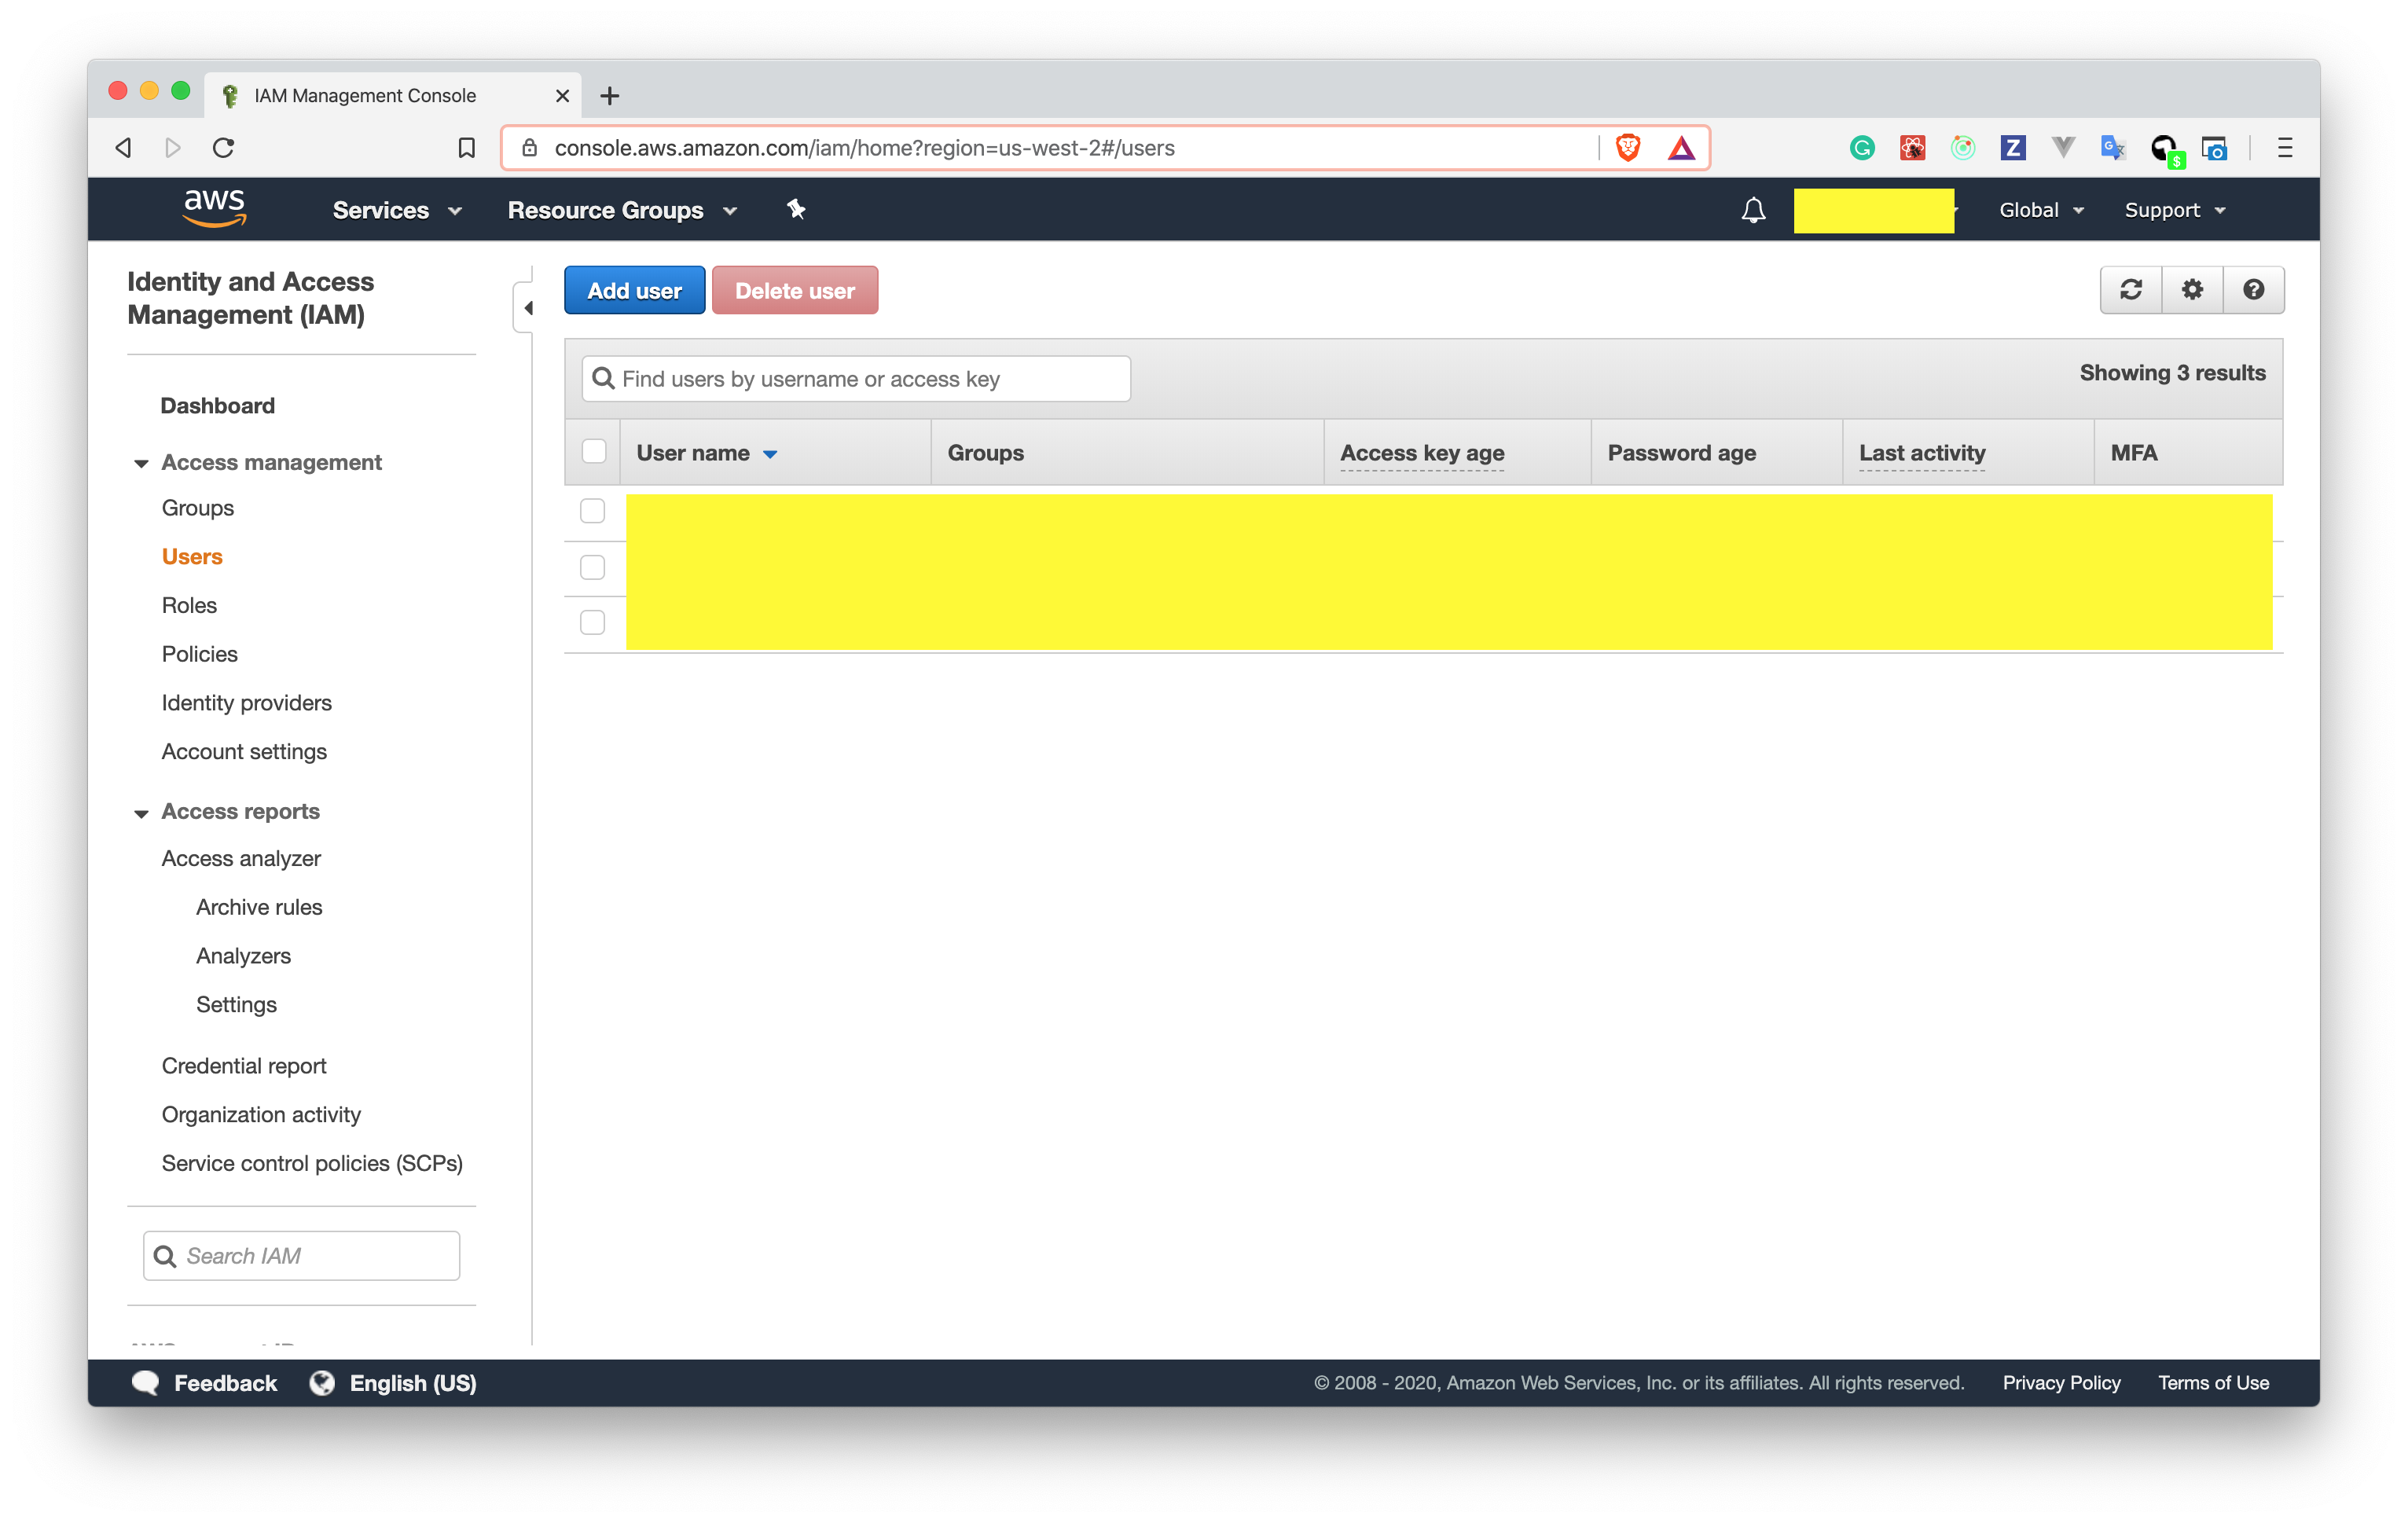 IAM Management Console
console.aws.amazon.com/iam/home?region=us-west-2#/users
aws
Services
Resource Groups
Global
Support
Identity and Access
Management (IAM)
Dashboard
Access management
Groups
Users
Roles
Policies
Identity providers
Account settings
Access reports
Access analyzer
Archive rules
Analyzers
Settings
Credential report
Organization activity
Service control policies (SCPs)
Search IAM
Add user
Delete user
Find users by username or access key
Showing 3 results
User name
Groups
Access key age
Password age
Last activity
MFA
Feedback
English (US)
© 2008 - 2020, Amazon Web Services, Inc. or its affiliates. All rights reserved.
Privacy Policy
Terms of Use